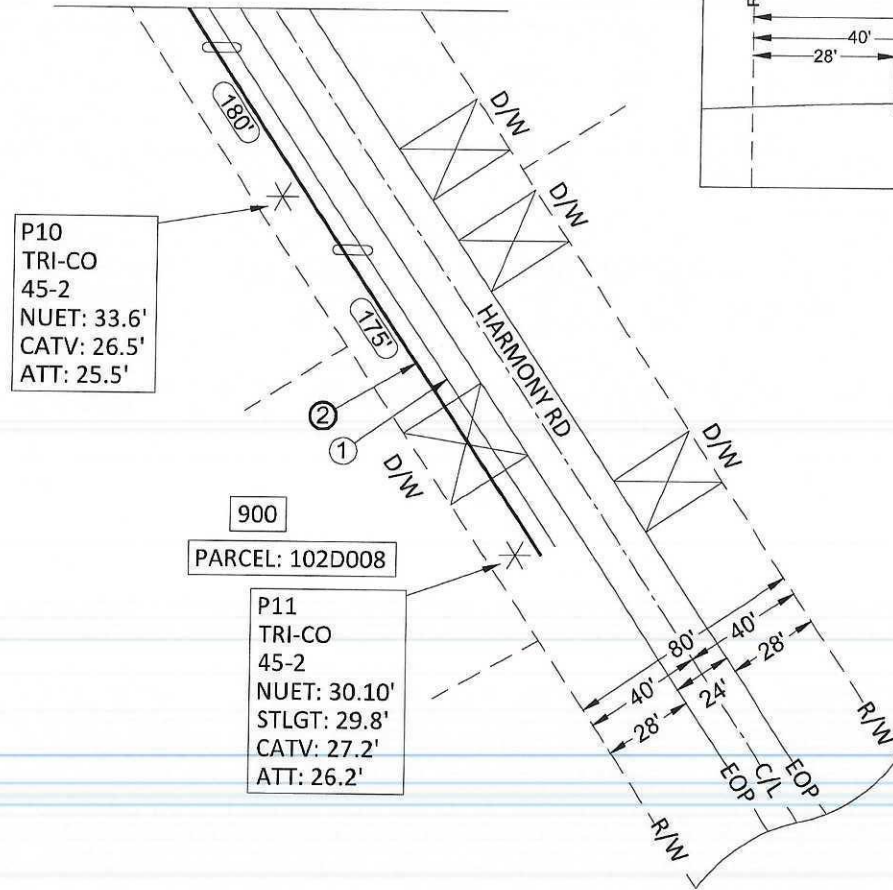 40'
28'
180'
D/W
D/W
P10
TRI-CO
45-2
NUET: 33.6'
CATV: 26.5'
ATT: 25.5'
175'
HARMONY RD
2
1
D/W
D/W
900
PARCEL: 102D008
P11
TRI-CO
45-2
NUET: 30.10'
STLGT: 29.8'
CATV: 27.2'
ATT: 26.2'
80'
40'
40'
28'
24'
28'
R/W
EOP
C/L
EOP
R/W